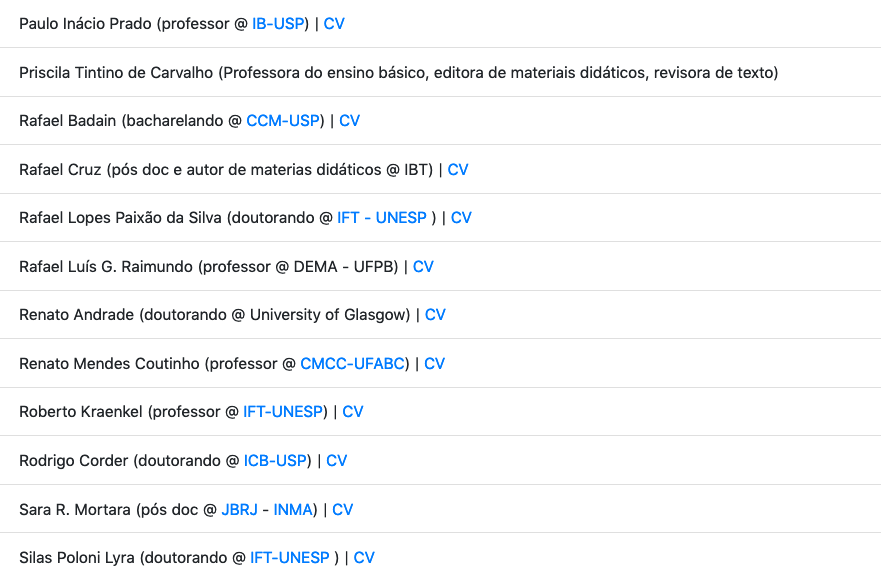 Paulo Inácio Prado (professor @ IB-USP) | CV
Priscila Tintino de Carvalho (Professora do ensino básico, editora de materiais didáticos, revisora de texto)
Rafael Badain (bacharelando @ CCM-USP) | CV
Rafael Cruz (pós doc e autor de materias didáticos @ IBT) | CV
Rafael Lopes Paixão da Silva (doutorando @ IFT - UNESP ) | CV
Rafael Luís G. Raimundo (professor @ DEMA - UFPB) | CV
Renato Andrade (doutorando @ University of Glasgow) | CV
Renato Mendes Coutinho (professor @ CMCC-UFABC) | CV
Roberto Kraenkel (professor @ IFT-UNESP) | CV
Rodrigo Corder (doutorando @ ICB-USP) | CV
Sara R. Mortara (pós doc @ JBRJ - INMA) | CV
Silas Poloni Lyra (doutorando @ IFT-UNESP ) | CV